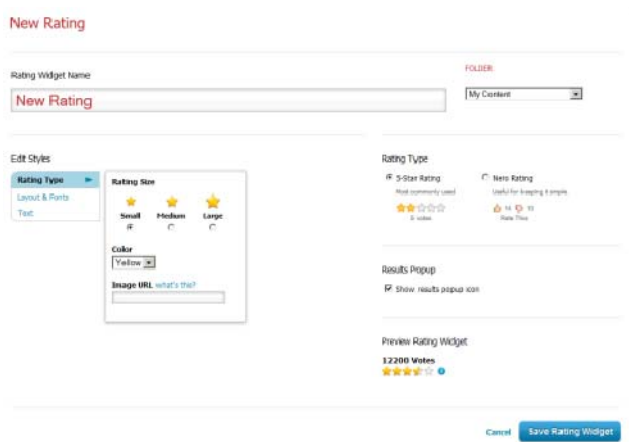 New Rating
Rating Widget Name
FOLDER
New Rating
My Content
Edit Styles
Rating Type
Layout & Fonts
Text
Rating Size
Small Medium Large
Color
Yellow
Image URL what's this?
Rating Type
5-Star Rating
Most commonly used
5 votes
Nero Rating
Useful for keeping it simple.
Rate This
Results Popup
Show results popup icon
Preview Rating Widget
12200 Votes
Cancel
Save Rating Widget